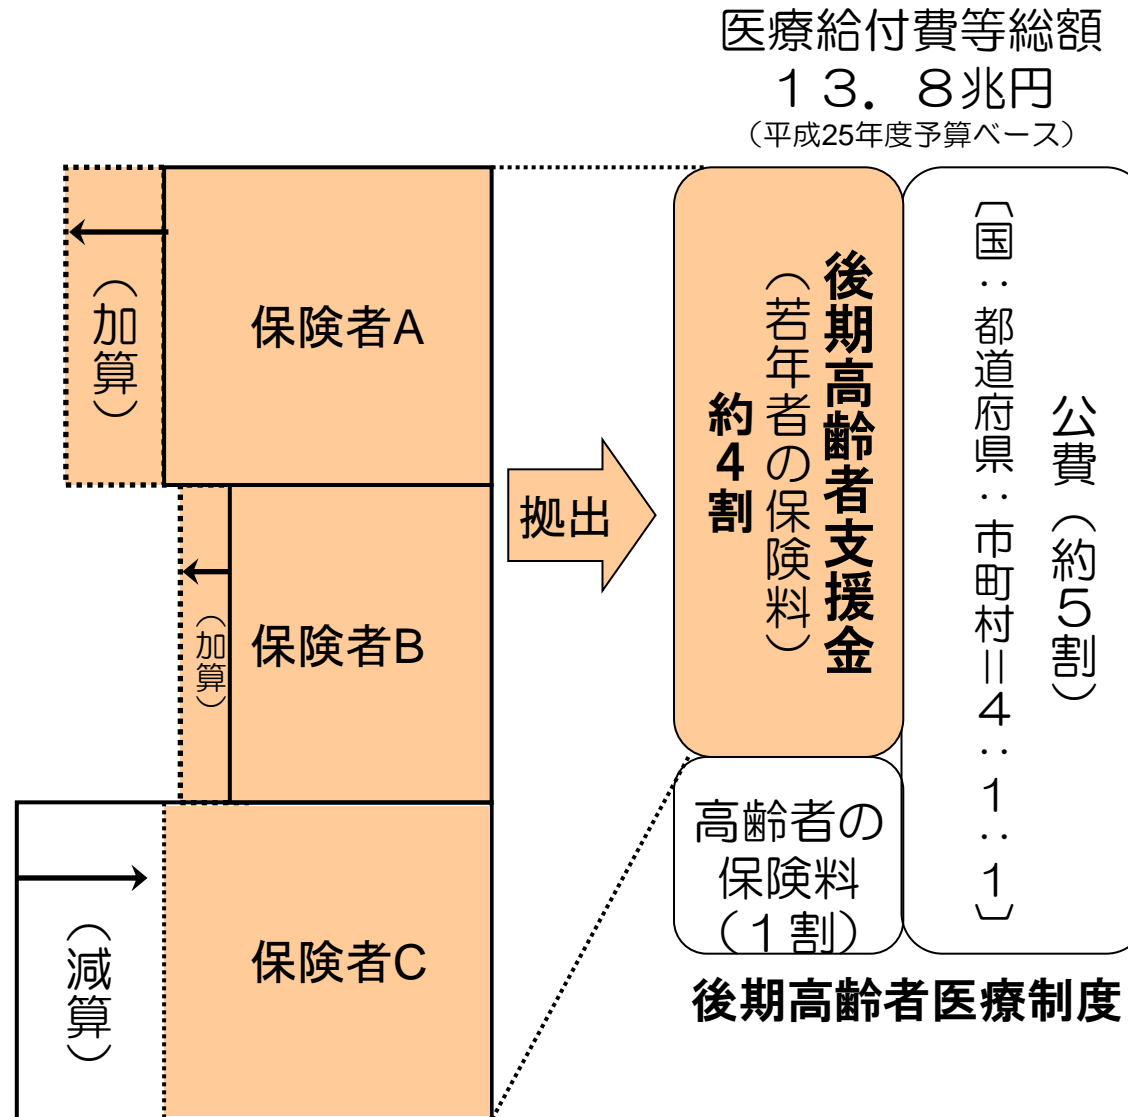 医療給付費等総額
１３．８兆円
（平成25年度予算ベース）
（加算）
保険者A
（加算）
保険者B
（減算）
保険者C
拠出
後期高齢者支援金
（若年者の保険料）
約４割
公費（約５割）
〔国：都道府県：市町村＝４：１：１〕
高齢者の
保険料
（１割）
後期高齢者医療制度